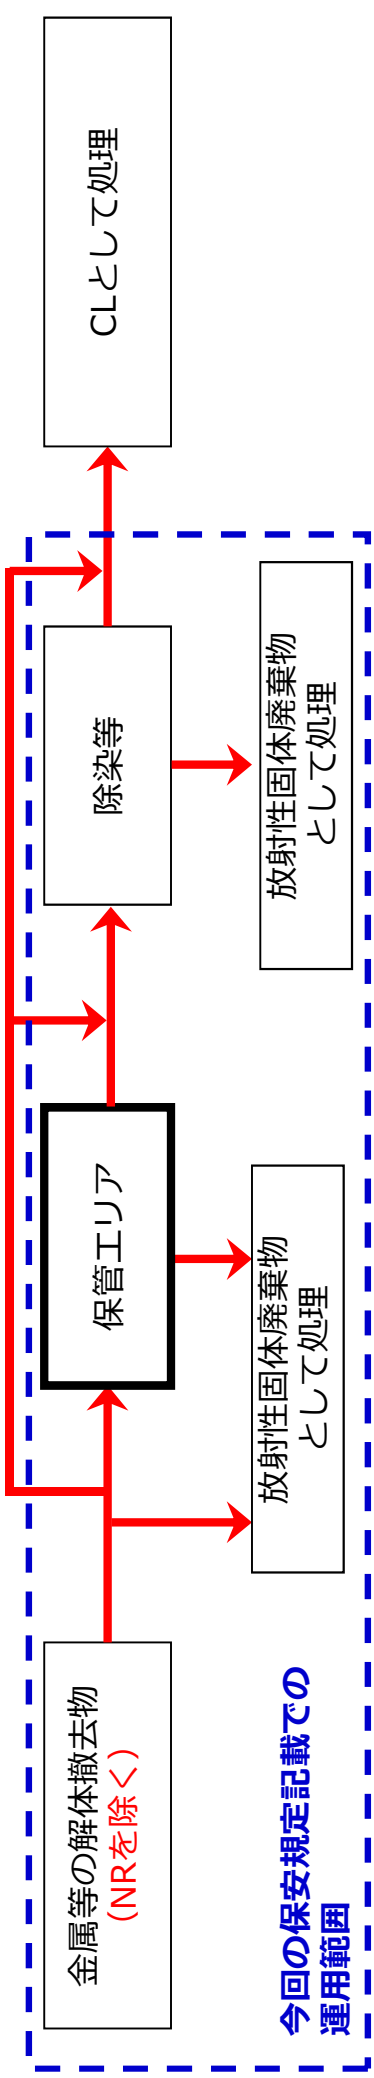 金属等の解体撤去物
(NRを除く)
保管エリア
除染等
CLとして処理
放射性固体廃棄物
として処理
放射性固体廃棄物
として処理
今回の保安規定記載での
運用範囲